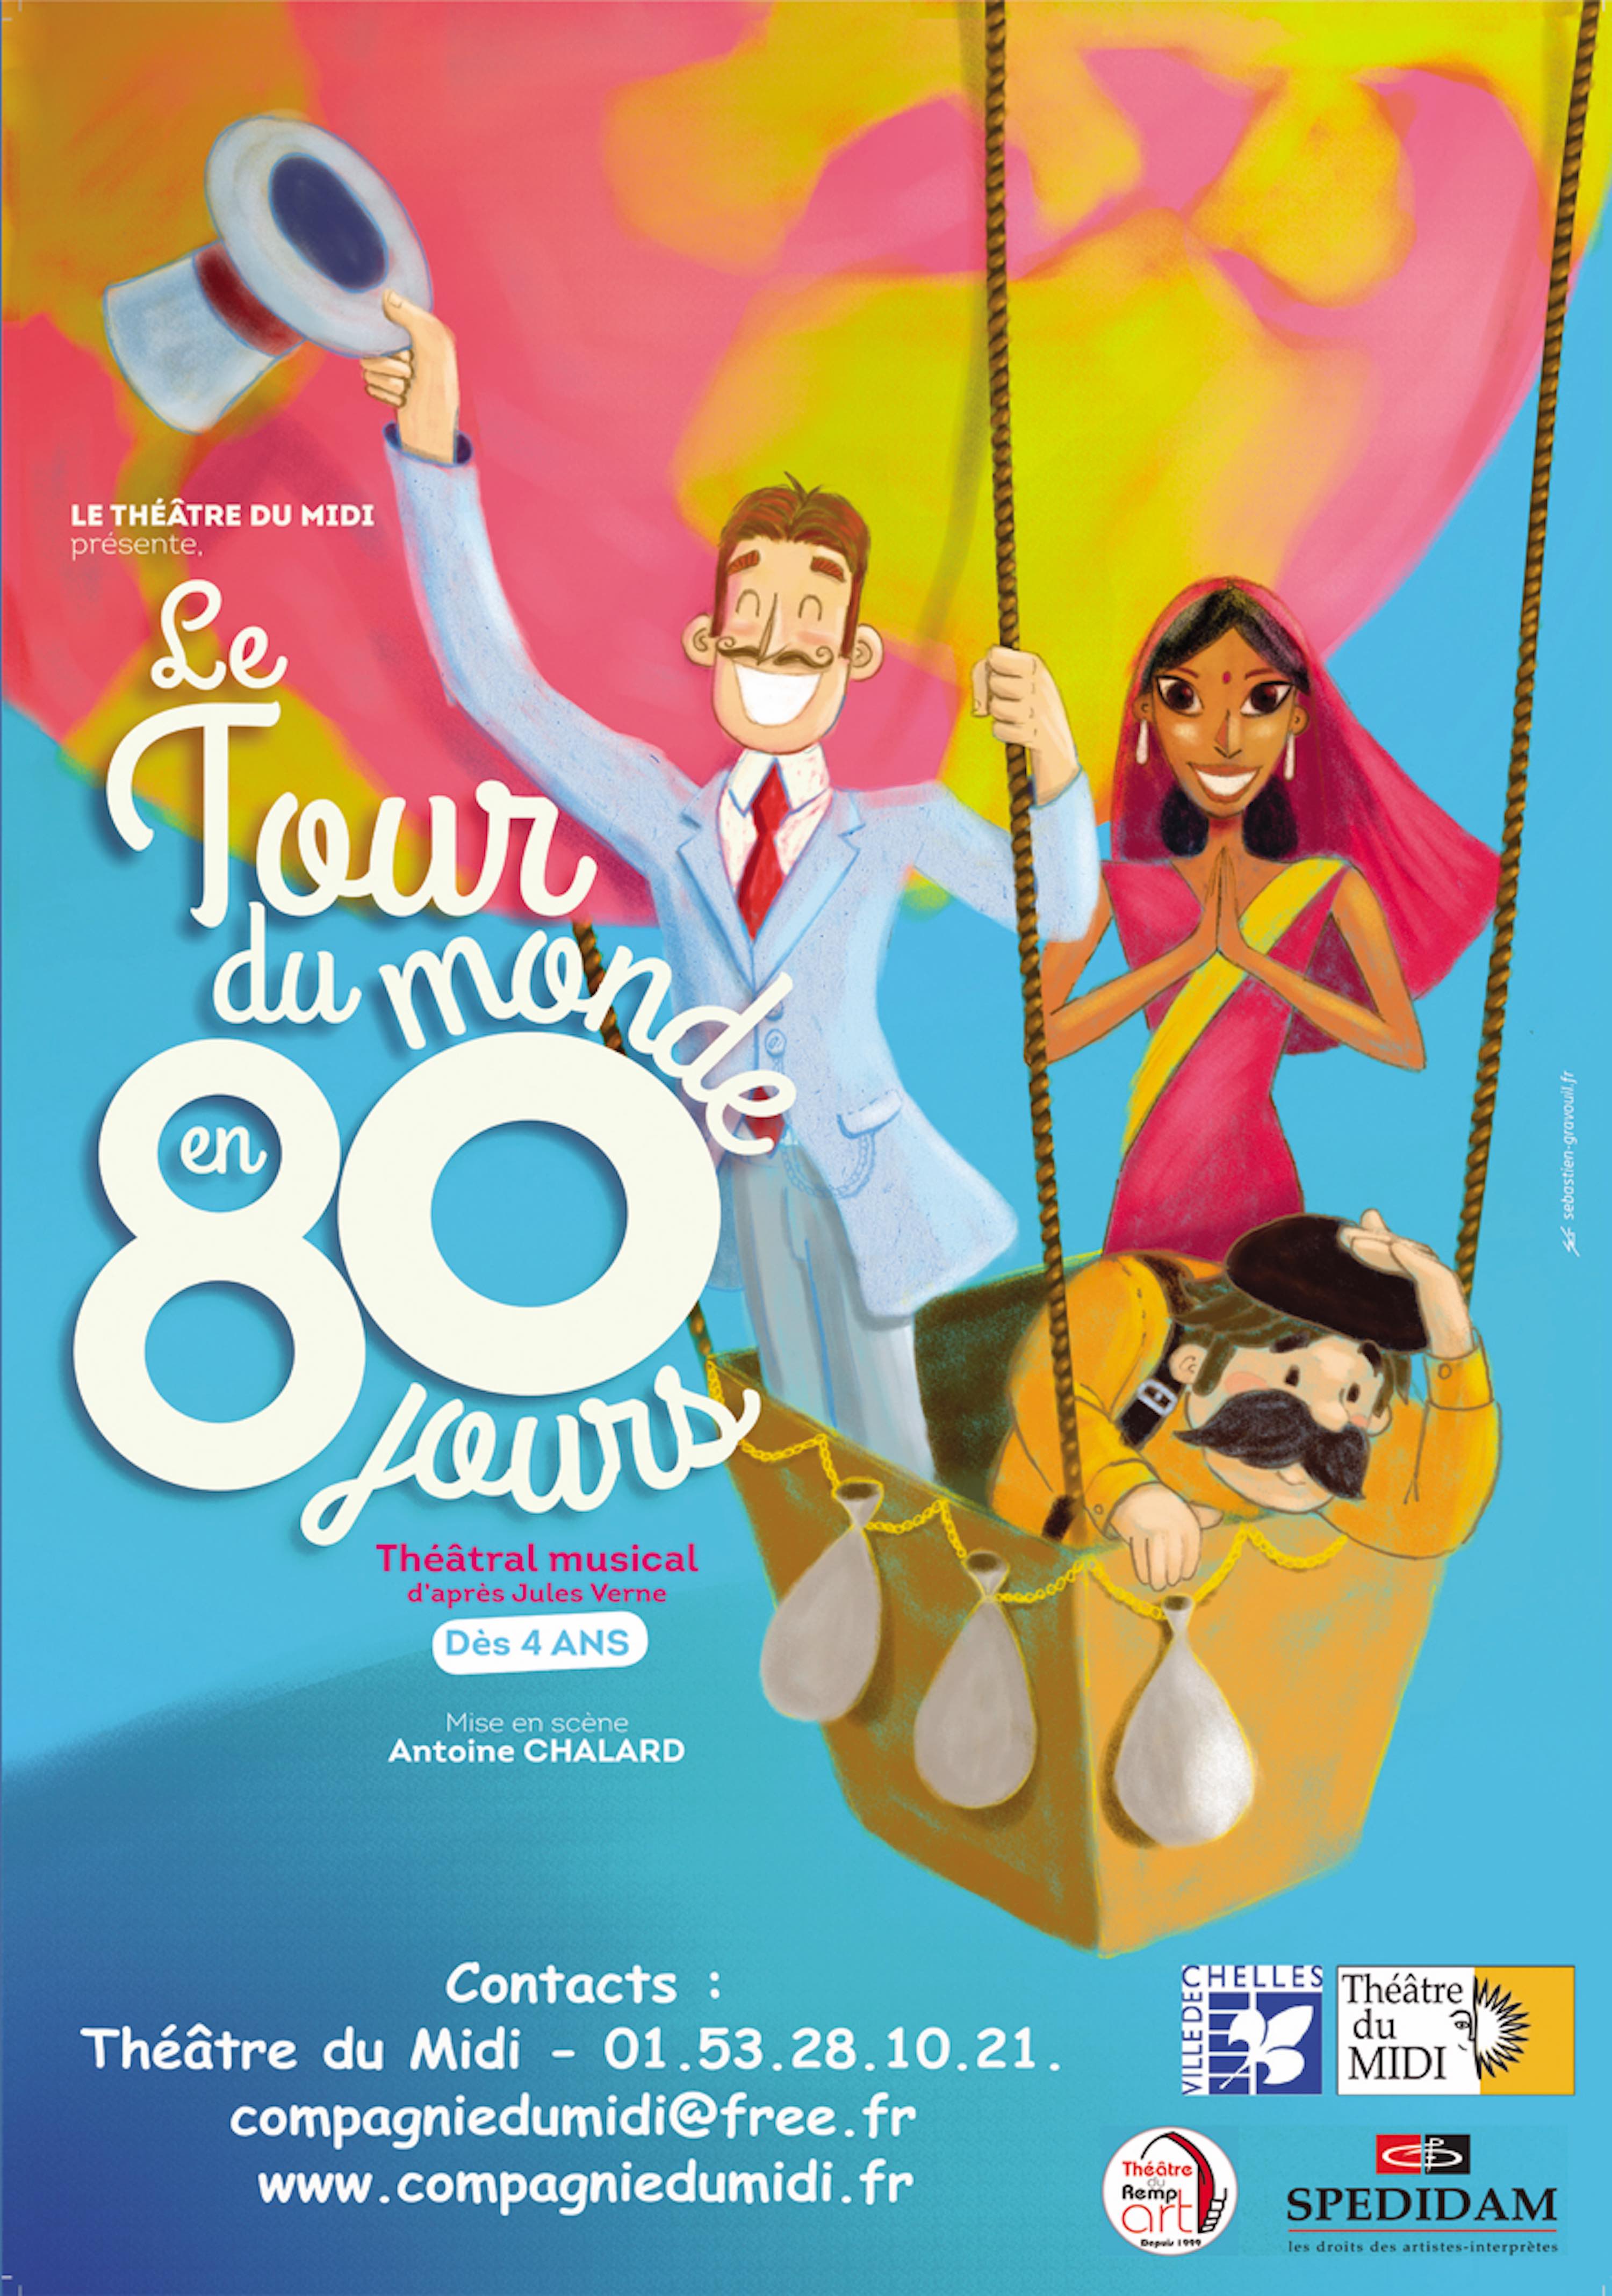 LE THÉÂTRE DU MIDI
présente,
Le
Tour
du monde
en
80
jours
Théâtral musical
d'après Jules Verne
Dès 4 ANS
Mise en scène
Antoine CHALARD
sebastien-gravouil.fr
Contacts :
Théâtre du Midi - 01.53.28.10.21.
compagniedumidi@free.fr
www.compagniedumidi.fr
VILLE DE CHELLES
Théâtre
du
MIDI
Théâtre
du
Remp
art
Depuis 1999
SPEDIDAM
les droits des artistes-interprètes